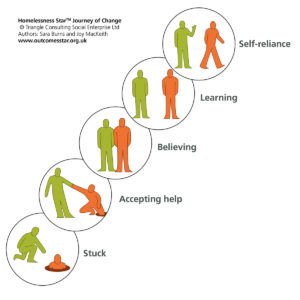 Homelessness Star™ Journey of Change
© Triangle Consulting Social Enterprise Ltd
Authors: Sara Burns and Joy MacKeith
www.outcomesstar.org.uk
Self-reliance
Learning
Believing
Accepting help
Stuck